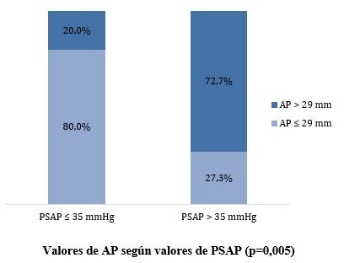 20,0%
80,0%
72,7%
27,3%
AP > 29 mm
AP ≤ 29 mm
PSAP ≤ 35 mmHg
PSAP > 35 mmHg
Valores de AP según valores de PSAP (p=0,005)